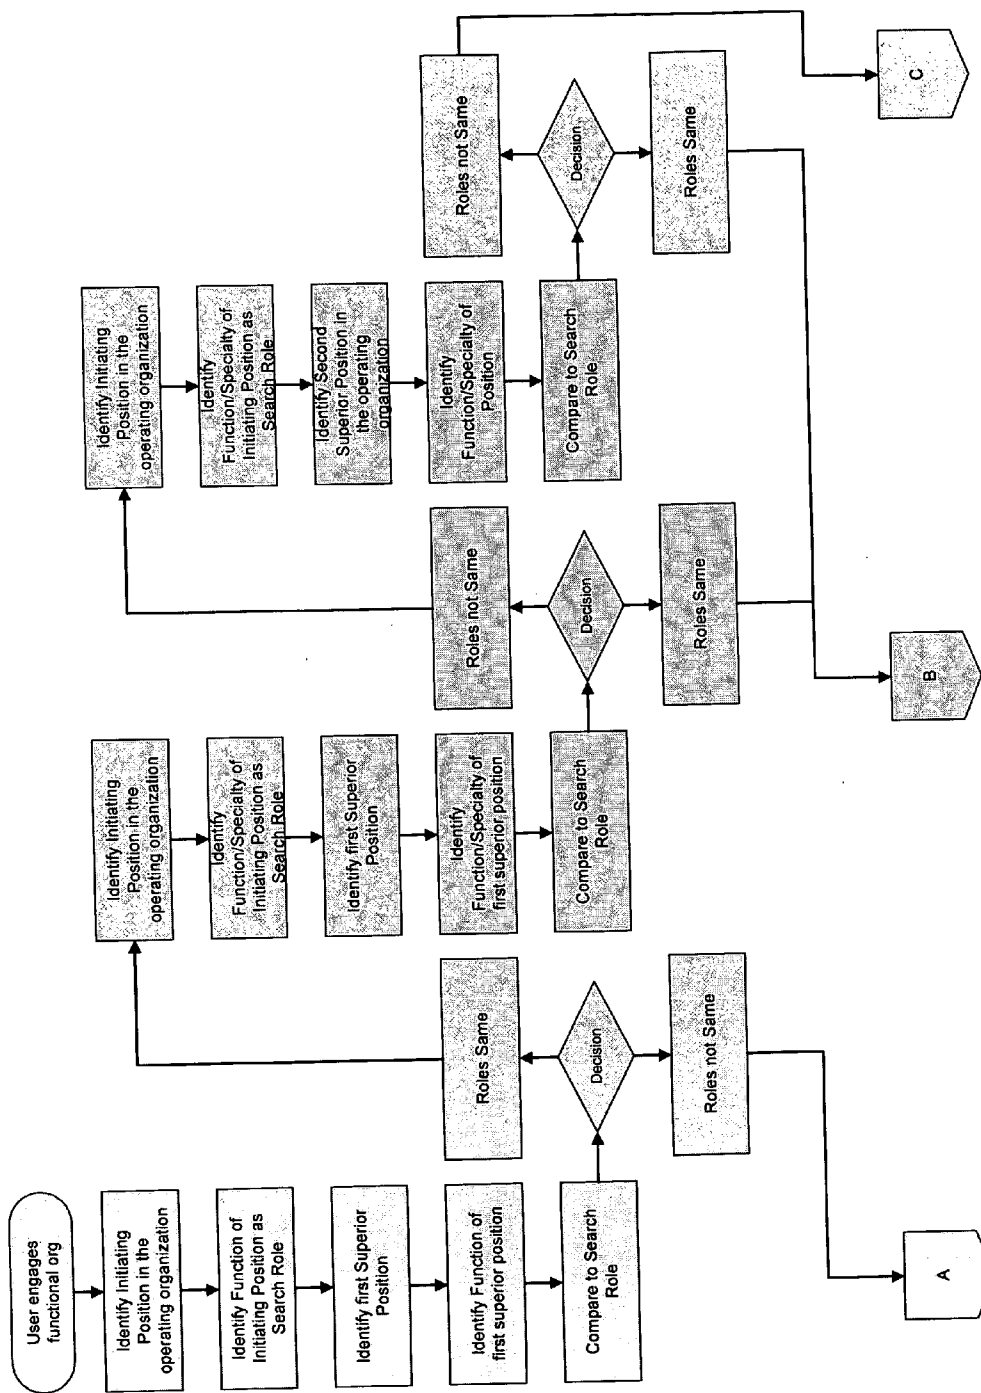 User engages
functional org
Identify Initiating
Position in the
operating organization
Identify Function of
Initiating Position as
Search Role
Identify first Superior
Position
Identify Function of
first superior position
Compare to Search
Role
Decision
Roles Same
Roles not Same
A
Identify Initiating
Position in the
operating organization
Identify
Function/Specialty of
Initiating Position as
Search Role
Identify first Superior
Position
Identify
Function/Specialty of
first superior position
Compare to Search
Role
Decision
Roles not Same
Roles Same
B
Identify Initiating
Position in the
operating organization
Identify
Function/Specialty of
Initiating Position as
Search Role
Identify Second
Superior Position in
the operating
organization
Identify
Function/Specialty of
Position
Compare to Search
Role
Decision
Roles not Same
Roles Same
C